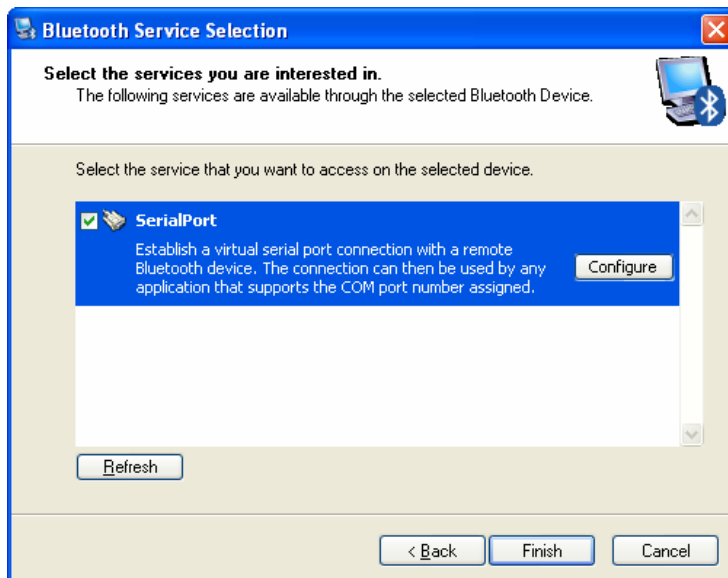 Bluetooth Service Selection
Select the services you are interested in.
The following services are available through the selected Bluetooth Device.
Select the service that you want to access on the selected device.
SerialPort
Establish a virtual serial port connection with a remote
Bluetooth device. The connection can then be used by any
application that supports the COM port number assigned.
Configure
Refresh
< Back
Finish
Cancel